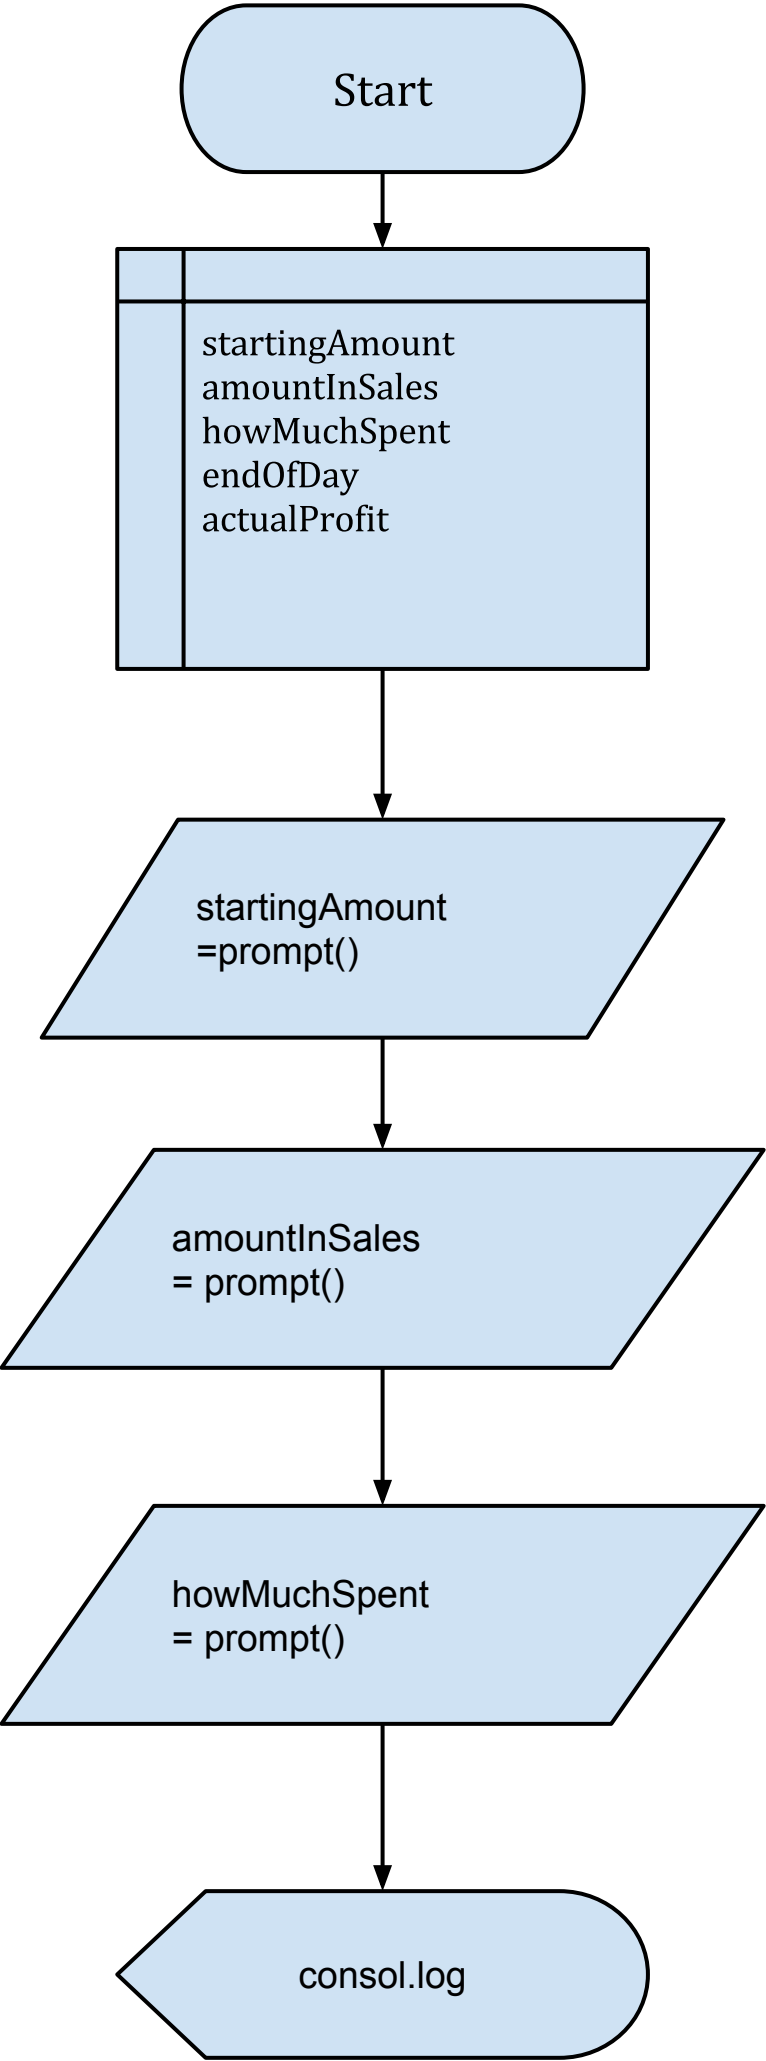 Start
startingAmount
amountInSales
howMuchSpent
endOfDay
actualProfit
startingAmount
=prompt()
amountInSales
= prompt()
howMuchSpent
= prompt()
consol.log